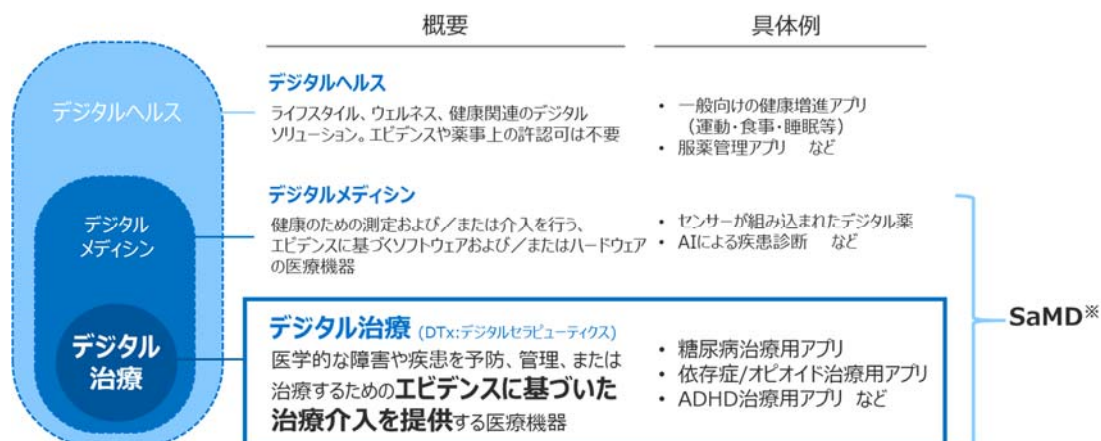 概要
具体例
デジタルヘルス
デジタルヘルス
ライフスタイル、ウェルネス、健康関連のデジタル
ソリューション。エビデンスや薬事上の許認可は不要
• 一般向けの健康増進アプリ
（運動・食事・睡眠等）
• 服薬管理アプリ など
デジタル
メディシン
デジタルメディシン
健康のための測定および／または介入を行う、
エビデンスに基づくソフトウェアおよび／またはハードウェア
の医療機器
• センサーが組み込まれたデジタル薬
• AIによる疾患診断 など
デジタル
治療
デジタル治療 (DTx:デジタルセラピューティクス)
医学的な障害や疾患を予防、管理、または
治療するためのエビデンスに基づいた
治療介入を提供する医療機器
• 糖尿病治療用アプリ
• 依存症/オピオイド治療用アプリ
• ADHD治療用アプリ など
SaMD※